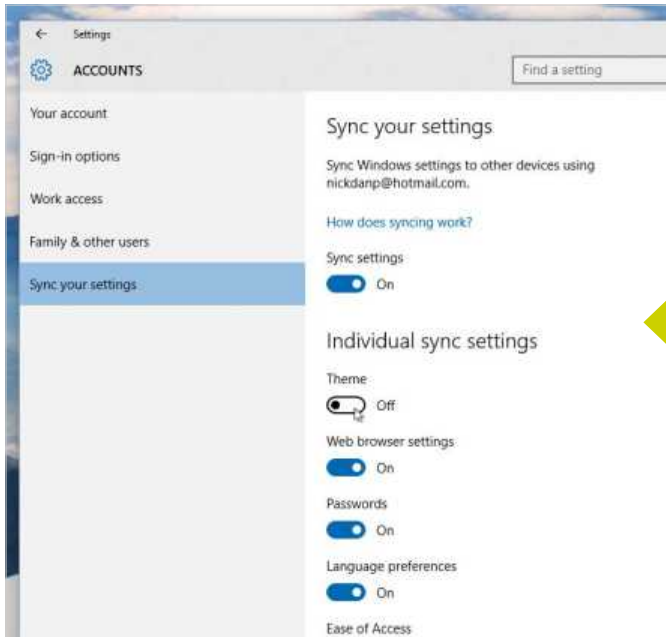 Settings
ACCOUNTS
Find a setting
Your account
Sign-in options
Work access
Family & other users
Sync your settings
Sync your settings
Sync Windows settings to other devices using
nickdanp@hotmail.com.
How does syncing work?
Sync settings
On
Individual sync settings
Theme
Off
Web browser settings
On
Passwords
On
Language preferences
On
Ease of Access